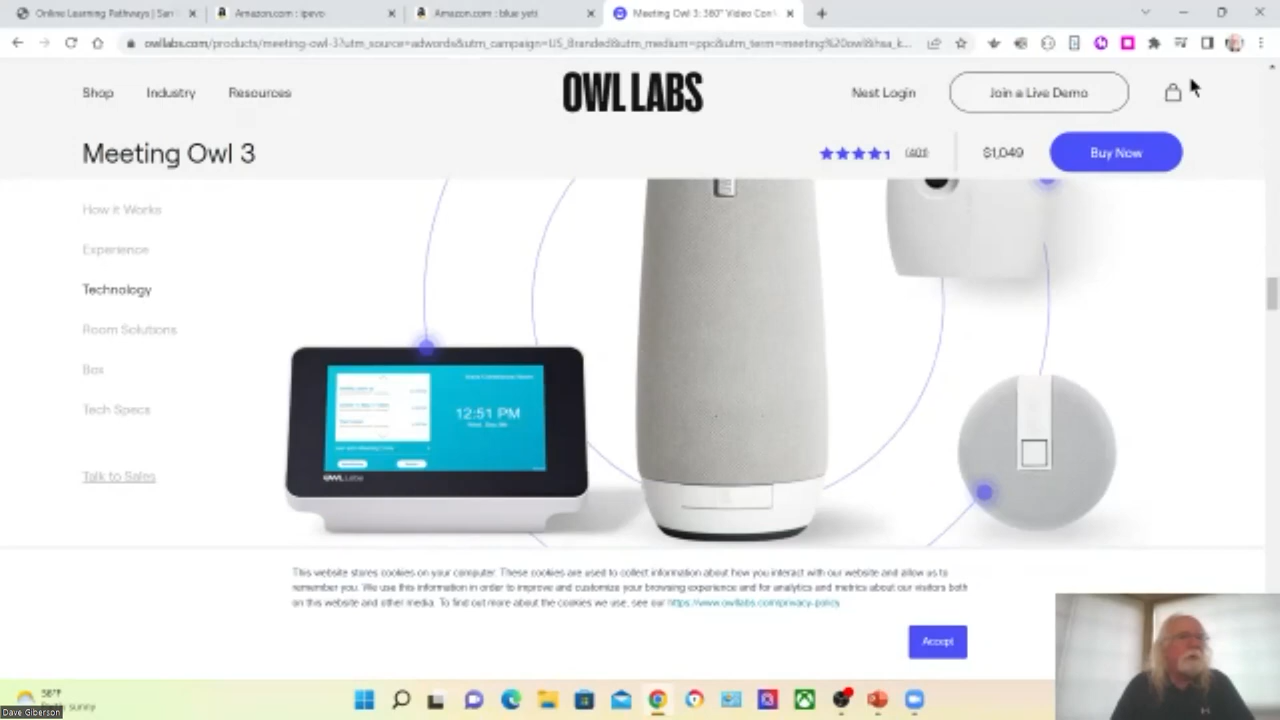 Online Learning Pathways | San
Amazon.com : ipevo
Amazon.com : blue yeti
Meeting Owl 3: 360° Video Con
owllabs.com/products/meeting-owl-3?utm_source=adwords&utm_campaign=US_Branded&utm_medium=ppc&utm_term=meeting%20owl&hsa_k...
Shop
Industry
Resources
OWL LABS
Nest Login
Join a Live Demo
Meeting Owl 3
(401)
$1,049
Buy Now
How it Works
Experience
Technology
Room Solutions
Box
Tech Specs
Talk to Sales
12:51 PM
OWL Labs
This website stores cookies on your computer. These cookies are used to collect information about how you interact with our website and allow us to
remember you. We use this information in order to improve and customize your browsing experience and for analytics and metrics about our visitors both
on this website and other media. To find out more about the cookies we use, see our https://www.owllabs.com/privacy-policy
Accept
sunny
Dave Giberson